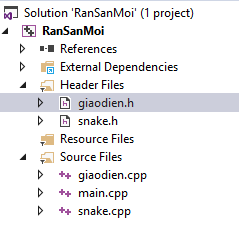 Solution 'RanSanMoi' (1 project)
RanSanMoi
References
External Dependencies
Header Files
giaodien.h
snake.h
Resource Files
Source Files
giaodien.cpp
main.cpp
snake.cpp